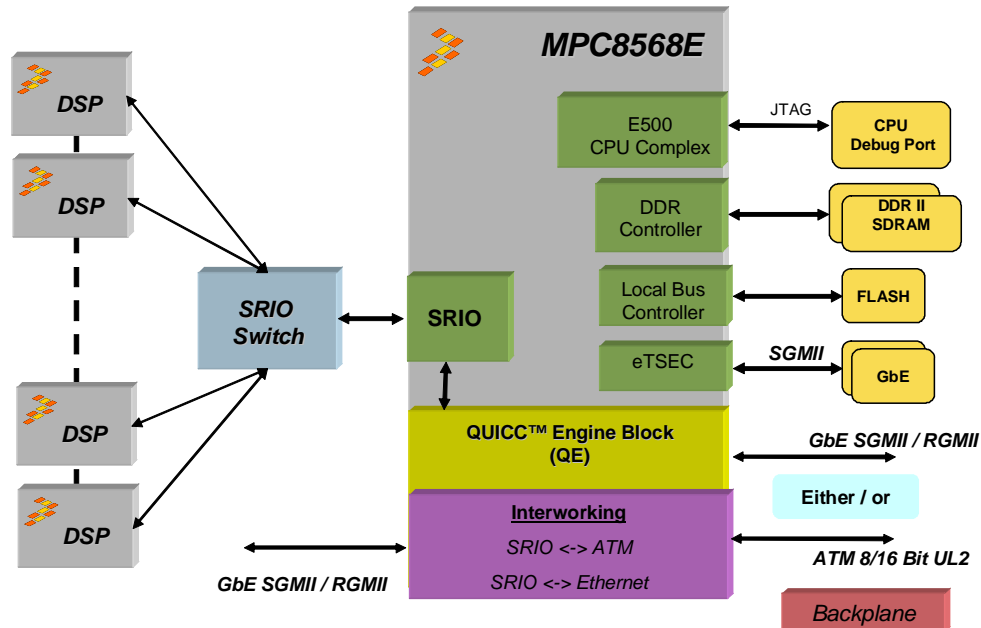 MPC8568E
DSP
DSP
DSP
DSP
SRIO
Switch
SRIO
E500
CPU Complex
JTAG
CPU
Debug Port
DDR
Controller
DDR II
SDRAM
Local Bus
Controller
FLASH
eTSEC
SGMII
GbE
QUICC™ Engine Block
(QE)
GbE SGMII / RGMII
Either / or
Interworking
SRIO <-> ATM
SRIO <-> Ethernet
GbE SGMII / RGMII
ATM 8/16 Bit UL2
Backplane